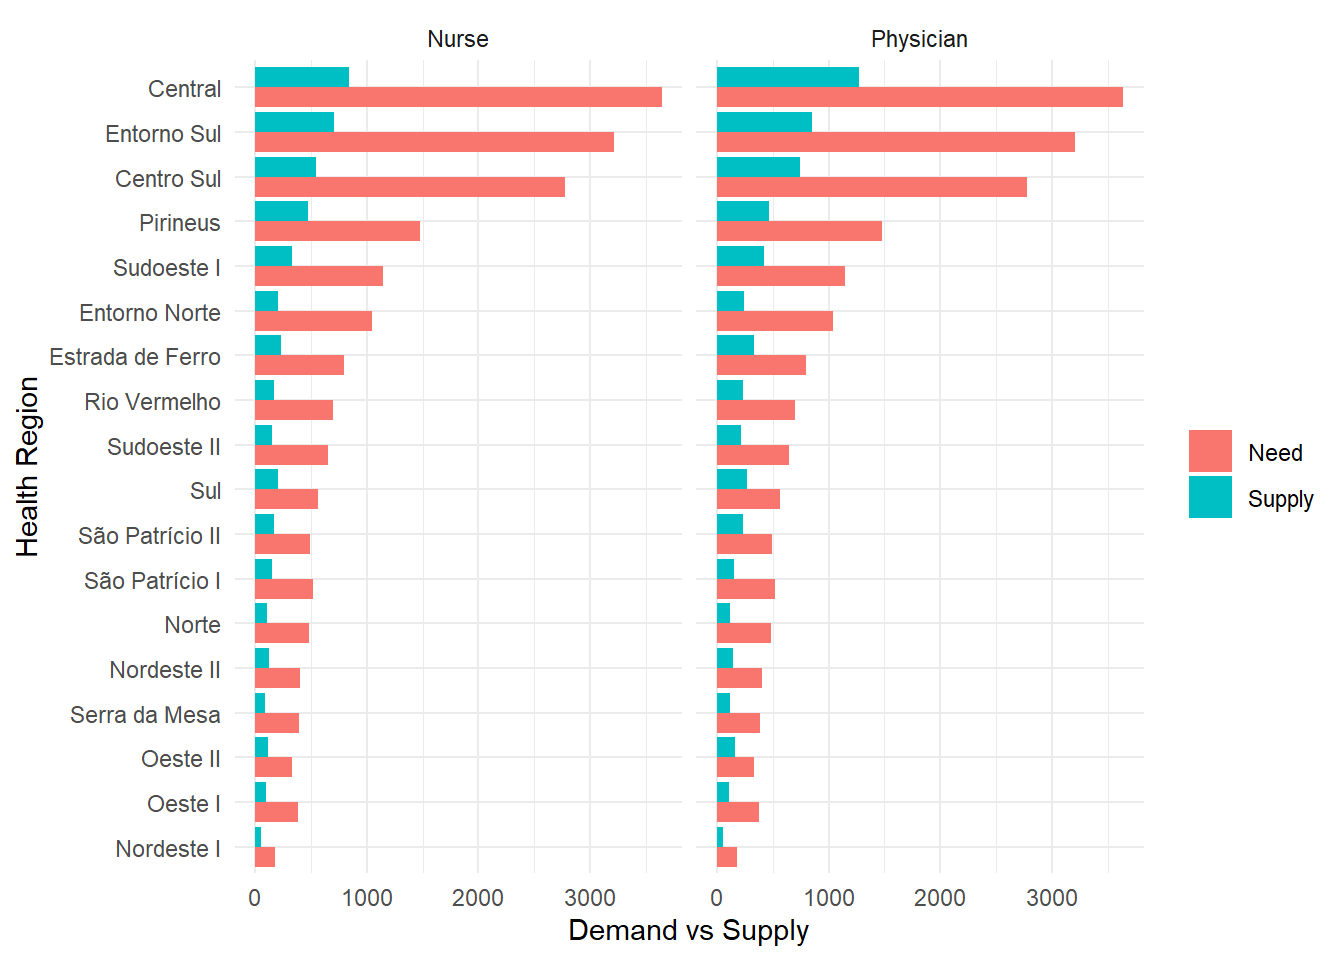 Nurse
Physician
Health Region
Central
Entorno Sul
Centro Sul
Pirineus
Sudoeste I
Entorno Norte
Estrada de Ferro
Rio Vermelho
Sudoeste II
Sul
São Patrício II
São Patrício I
Norte
Nordeste II
Serra da Mesa
Oeste II
Oeste I
Nordeste I
0 1000 2000 3000
0 1000 2000 3000
Demand vs Supply
Need
Supply